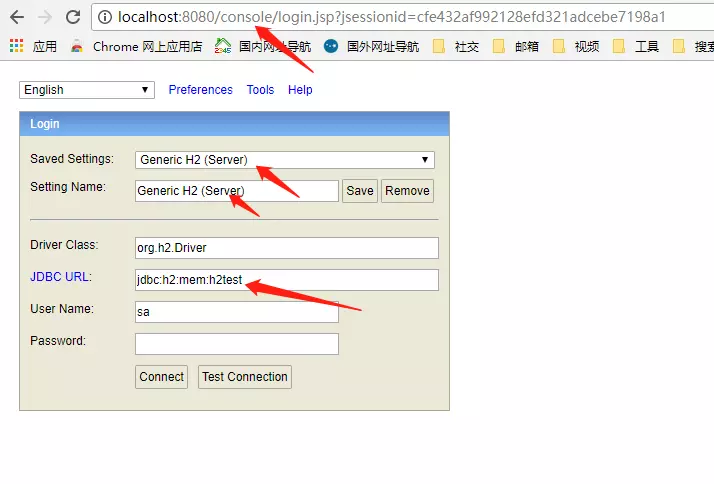 localhost:8080/console/login.jsp?jsessionid=cfe432af992128efd321adcebe7198a1
应用 Chrome 网上应用店 2345 国内网址导航 国外网址导航 社交 邮箱 视频 工具 搜索
English Preferences Tools Help
Login
Saved Settings: Generic H2 (Server)
Setting Name: Generic H2 (Server) Save Remove
Driver Class: org.h2.Driver
JDBC URL: jdbc:h2:mem:h2test
User Name: sa
Password:
Connect Test Connection